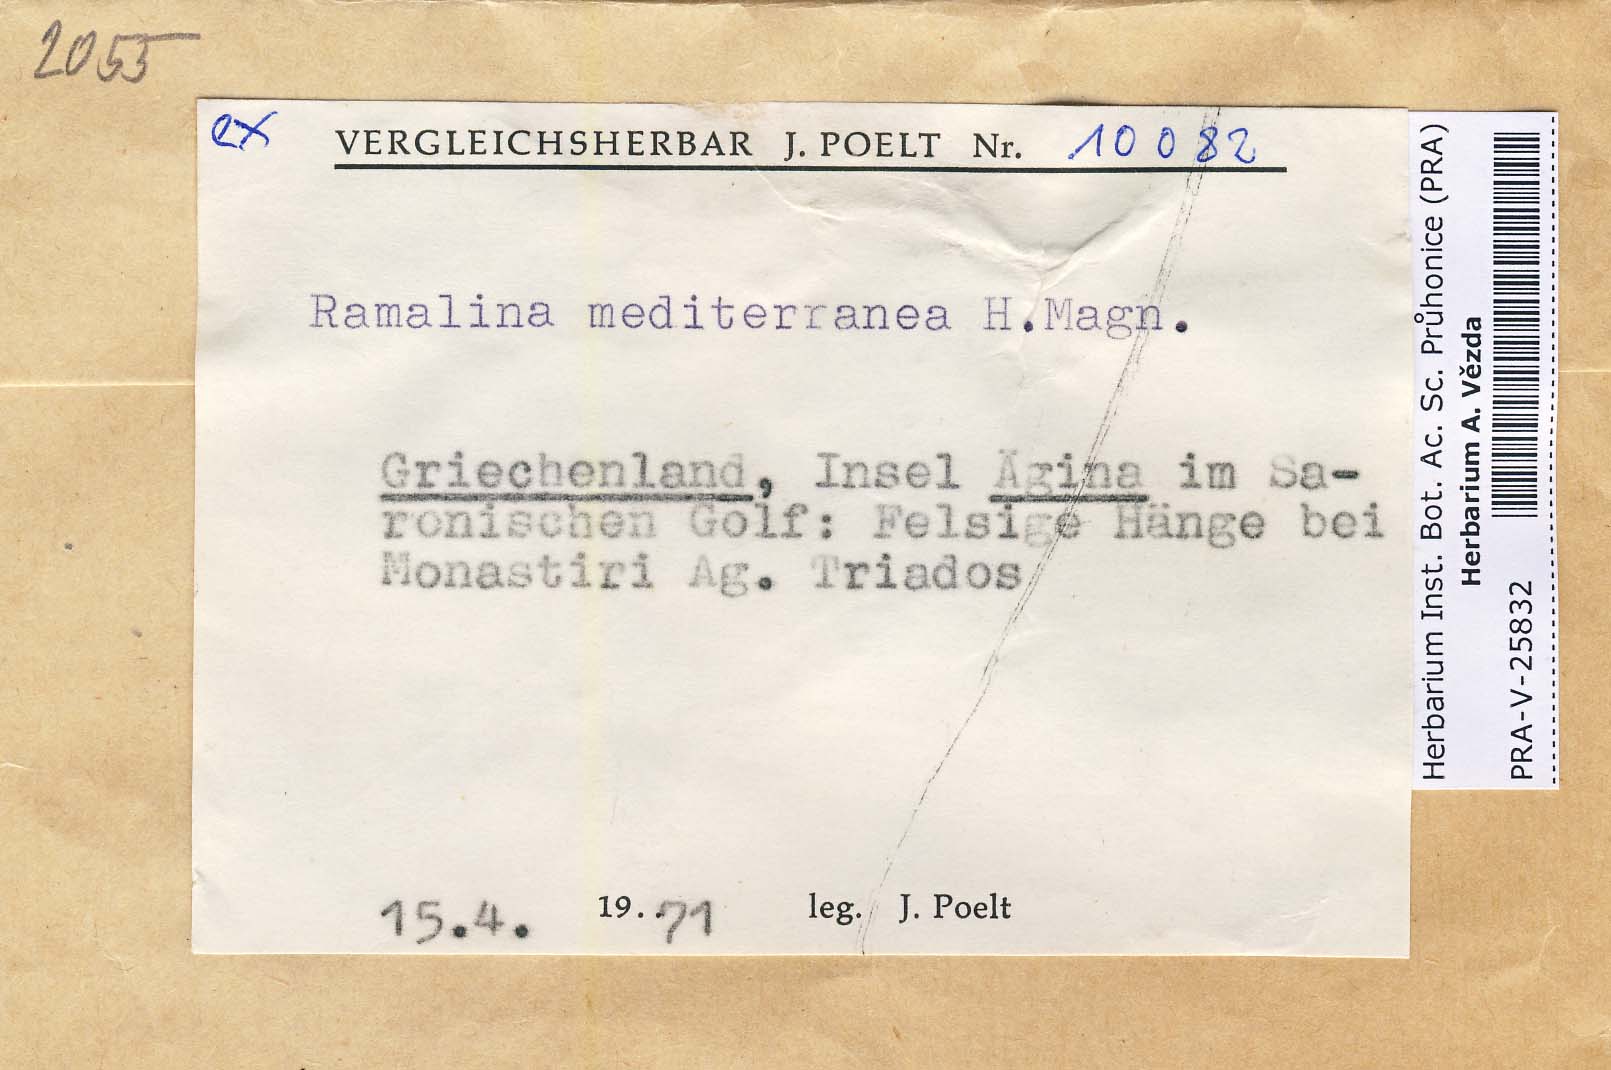 2055
ex VERGLEICHSHERBAR J. POELT Nr. 10082
Ramalina mediterranea H.Magn.
Griechenland, Insel Ägina im Sa-
ronischen Golf: Felsige Hänge bei
Monastiri Ag. Triados
15.4. 19..71 leg. J. Poelt
Herbarium Inst. Bot. Ac. Sc. Průhonice (PRA)
Herbarium A. Vězda
PRA-V-25832